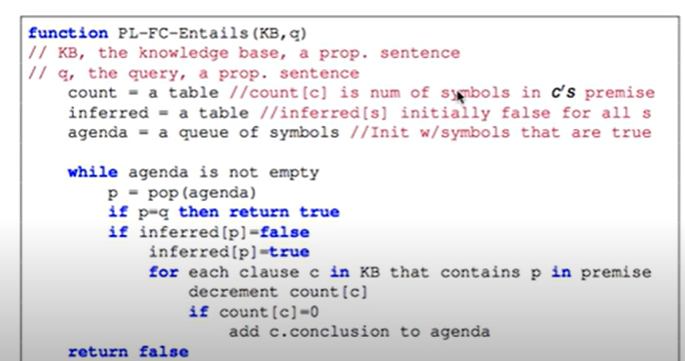 function PL-FC-Entails(KB,q)
// KB, the knowledge base, a prop. sentence
// q, the query, a prop. sentence
count = a table //count[c] is num of symbols in c's premise
inferred = a table //inferred[s] initially false for all s
agenda = a queue of symbols //Init w/symbols that are true
while agenda is not empty
p = pop(agenda)
if p=q then return true
if inferred[p]=false
inferred[p]=true
for each clause c in KB that contains p in premise
decrement count[c]
if count[c]=0
add c.conclusion to agenda
return false